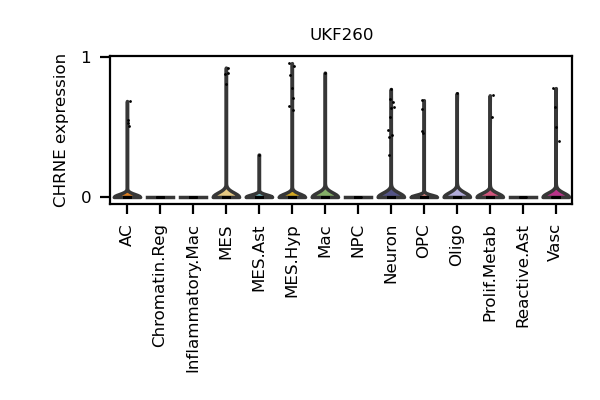 UKF260
CHRNE expression
1
0
AC
Chromatin.Reg
Inflammatory.Mac
MES
MES.Ast
MES.Hyp
Mac
NPC
Neuron
OPC
Oligo
Prolif.Metab
Reactive.Ast
Vasc